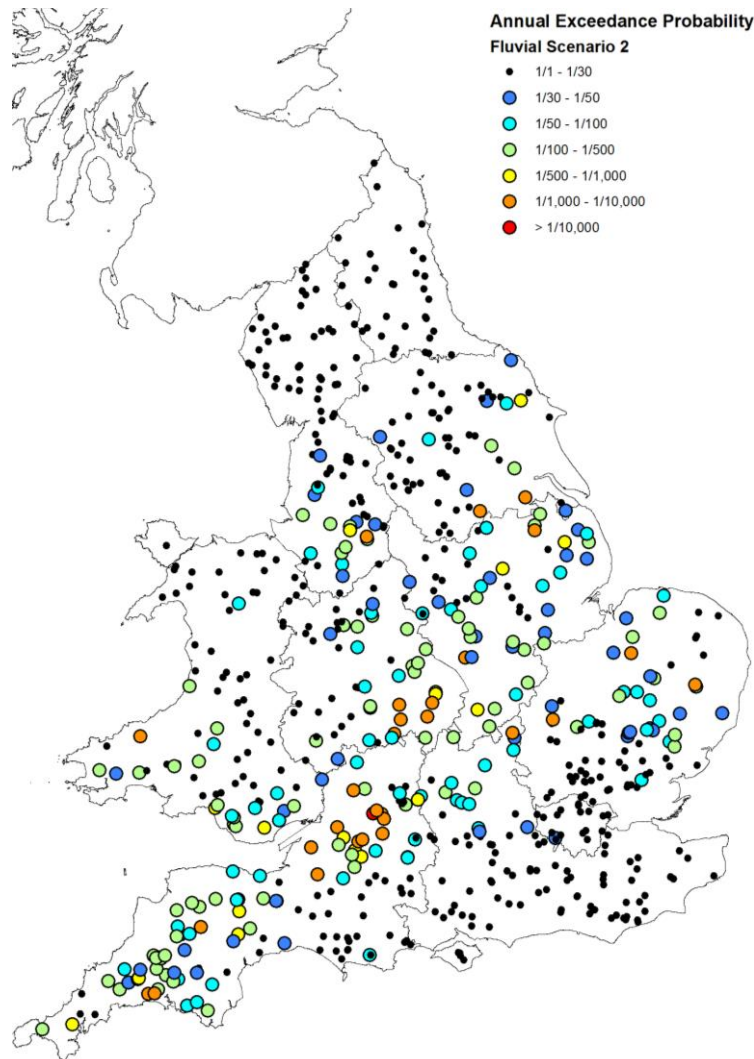 Annual Exceedance Probability
Fluvial Scenario 2
1/1 - 1/30
1/30 - 1/50
1/50 - 1/100
1/100 - 1/500
1/500 - 1/1,000
1/1,000 - 1/10,000
> 1/10,000